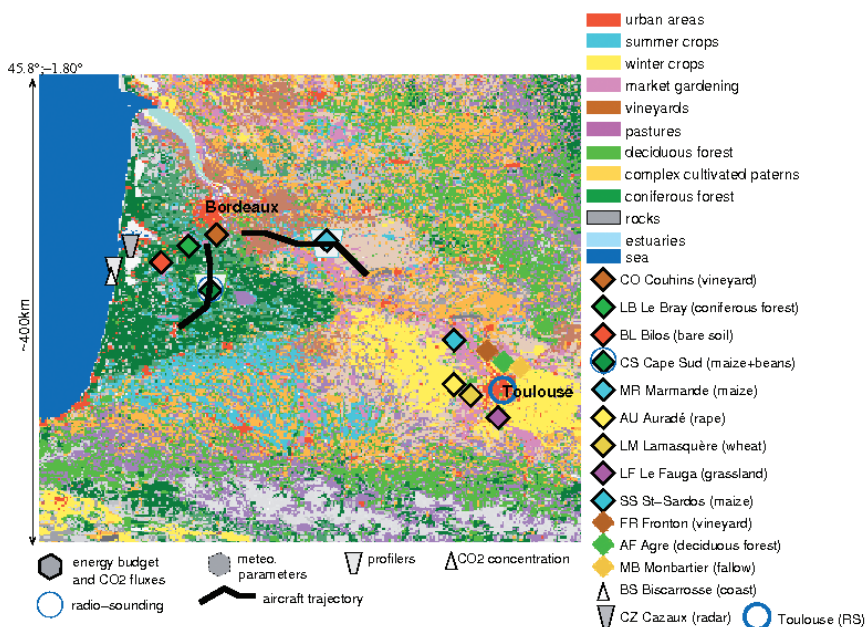 urban areas
45.8°;−1.80°
summer crops
winter crops
market gardening
vineyards
pastures
deciduous forest
complex cultivated paterns
coniferous forest
rocks
estuaries
sea
Bordeaux
~400km
Toulouse
CO Couhins (vineyard)
LB Le Bray (coniferous forest)
BL Bilos (bare soil)
CS Cape Sud (maize+beans)
MR Marmande (maize)
AU Auradé (rape)
LM Lamasquère (wheat)
LF Le Fauga (grassland)
SS St−Sardos (maize)
FR Fronton (vineyard)
AF Agre (deciduous forest)
MB Monbartier (fallow)
BS Biscarrosse (coast)
CZ Cazaux (radar)
Toulouse (RS)
energy budget
and CO2 fluxes
meteo.
parameters
profilers
CO2 concentration
radio−sounding
aircraft trajectory